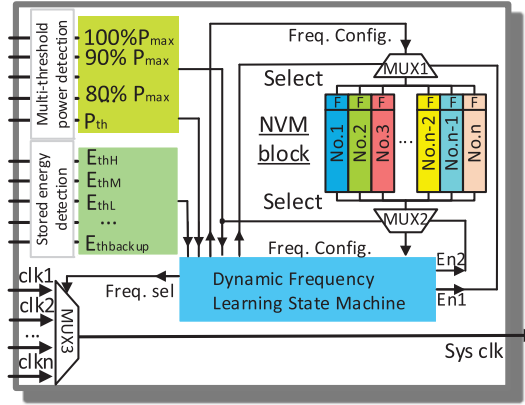 Multi-threshold
power detection
100%Pmax
90% Pmax
80% Pmax
Pth
Stored energy
detection
EthH
EthM
EthL
...
Ethbackup
Freq. Config.
MUX1
Select
F F F F F F
No.1
No.2
No.3
...
No.n-2
No.n-1
No.n
NVM
block
Select
MUX2
Freq. Config.
En2
En1
Dynamic Frequency
Learning State Machine
Freq. sel
clk1
clk2
...
clkn
MUX3
Sys clk